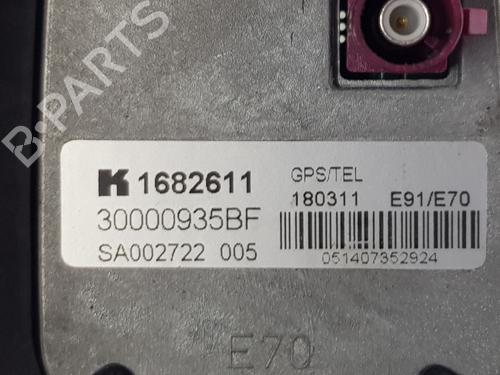 B-PARTS
K 1682611 GPS/TEL
30000935BF 180311 E91/E70
SA002722 005 051407352924
E70